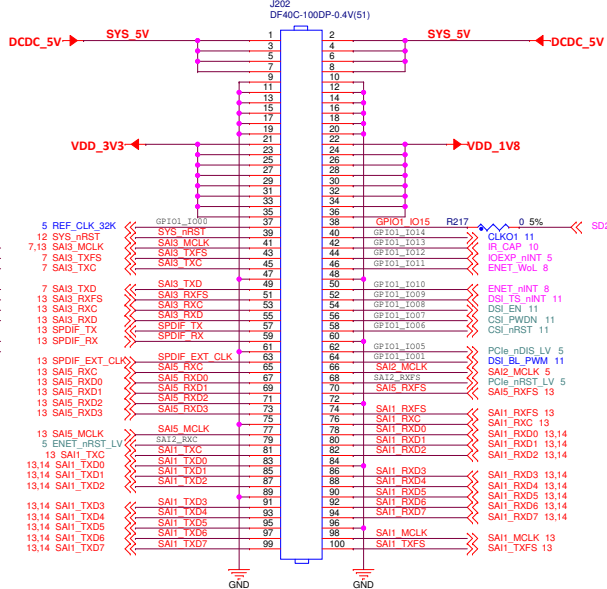 J202
DF40C-100DP-0.4V(51)
DCDC_5V SYS_5V 1 2 SYS_5V DCDC_5V
3 4
5 6
7 8
9 10
11 12
13 14
15 16
17 18
19 20
VDD_3V3 21 22 VDD_1V8
23 24
25 26
27 28
29 30
31 32
33 34
35 36
5 REF_CLK_32K GPIO1_IO00 37 38 GPIO1_IO15 R217 0 5% SD2
12 SYS_nRST SYS_nRST 39 40 GPIO1_IO14 CLKO1 11
7,13 SAI3_MCLK SAI3_MCLK 41 42 GPIO1_IO13 IR_CAP 10
7 SAI3_TXFS SAI3_TXFS 43 44 GPIO1_IO12 IOEXP_nINT 5
7 SAI3_TXC SAI3_TXC 45 46 GPIO1_IO11 ENET_WoL 8
47 48
7 SAI3_TXD SAI3_TXD 49 50 GPIO1_IO10 ENET_nINT 8
13 SAI3_RXFS SAI3_RXFS 51 52 GPIO1_IO09 DSI_TS_nINT 11
13 SAI3_RXC SAI3_RXC 53 54 GPIO1_IO08 DSI_EN 11
13 SAI3_RXD SAI3_RXD 55 56 GPIO1_IO07 CSI_PWDN 11
13 SPDIF_TX SPDIF_TX 57 58 GPIO1_IO06 CSI_nRST 11
13 SPDIF_RX SPDIF_RX 59 60
61 62 GPIO1_IO05 PCIe_nDIS_LV 5
13 SPDIF_EXT_CLK SPDIF_EXT_CLK 63 64 GPIO1_IO01 DSI_BL_PWM 11
13 SAI5_RXC SAI5_RXC 65 66 SAI2_MCLK SAI2_MCLK 5
13 SAI5_RXD0 SAI5_RXD0 67 68 SAI2_RXFS PCIe_nRST_LV 5
13 SAI5_RXD1 SAI5_RXD1 69 70 SAI5_RXFS SAI5_RXFS 13
13 SAI5_RXD2 SAI5_RXD2 71 72
13 SAI5_RXD3 SAI5_RXD3 73 74 SAI1_RXFS SAI1_RXFS 13
75 76 SAI1_RXC SAI1_RXC 13
13 SAI5_MCLK SAI5_MCLK 77 78 SAI1_RXD0 SAI1_RXD0 13,14
5 ENET_nRST_LV SAI2_RXC 79 80 SAI1_RXD1 SAI1_RXD1 13,14
13 SAI1_TXC SAI1_TXC 81 82 SAI1_RXD2 SAI1_RXD2 13,14
13,14 SAI1_TXD0 SAI1_TXD0 83 84
13,14 SAI1_TXD1 SAI1_TXD1 85 86 SAI1_RXD3 SAI1_RXD3 13,14
13,14 SAI1_TXD2 SAI1_TXD2 87 88 SAI1_RXD4 SAI1_RXD4 13,14
89 90 SAI1_RXD5 SAI1_RXD5 13,14
13,14 SAI1_TXD3 SAI1_TXD3 91 92 SAI1_RXD6 SAI1_RXD6 13,14
13,14 SAI1_TXD4 SAI1_TXD4 93 94 SAI1_RXD7 SAI1_RXD7 13,14
13,14 SAI1_TXD5 SAI1_TXD5 95 96
13,14 SAI1_TXD6 SAI1_TXD6 97 98 SAI1_MCLK SAI1_MCLK 13
13,14 SAI1_TXD7 SAI1_TXD7 99 100 SAI1_TXFS SAI1_TXFS 13
GND GND